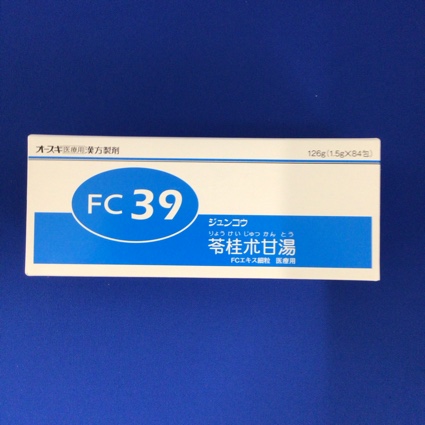 オースギ医療用漢方製剤
126g(1.5g×84包)
FC 39
ジュンコウ
りょう けい じゅつ かん とう
苓桂朮甘湯
FCエキス細粒 医療用